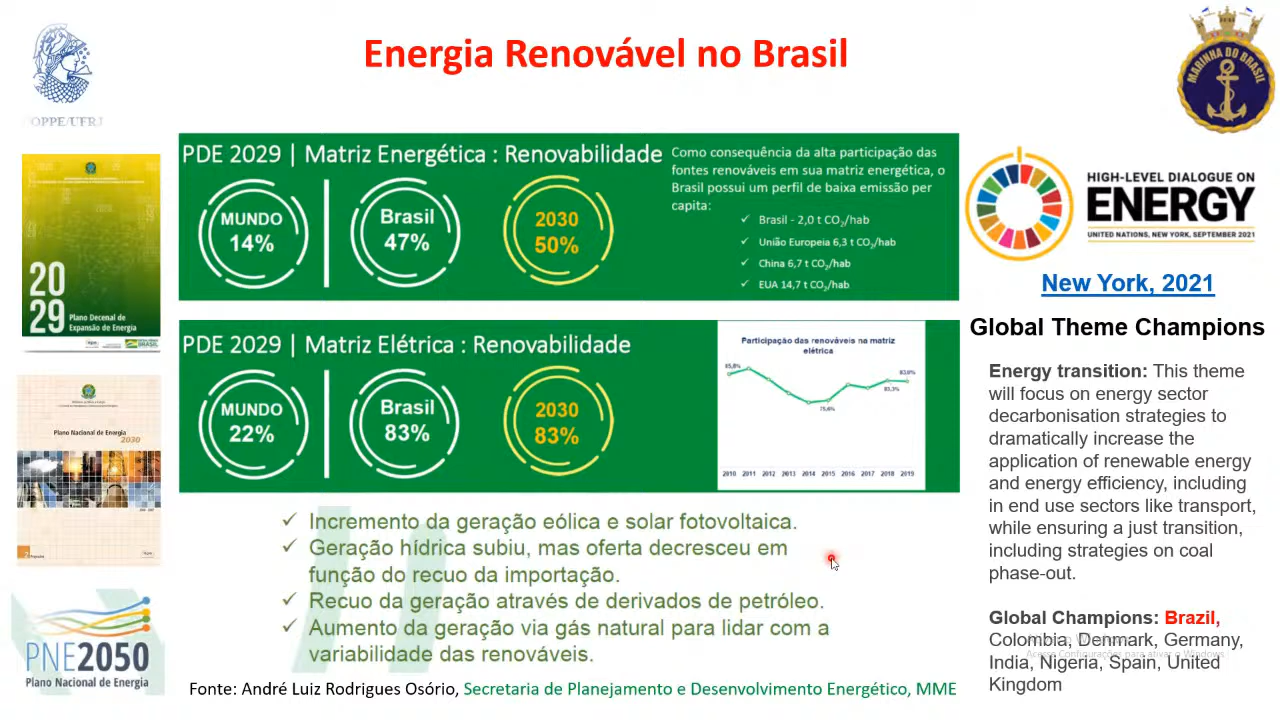 Energia Renovável no Brasil
COPPE/UFRJ
MARINHA DO BRASIL
20
29
Plano Decenal de
Expansão de Energia
PDE 2029 | Matriz Energética : Renovabilidade
MUNDO
14%
Brasil
47%
2030
50%
Como consequência da alta participação das
fontes renováveis em sua matriz energética, o
Brasil possui um perfil de baixa emissão per
capita:
✓ Brasil - 2,0 t CO2/hab
✓ União Europeia 6,3 t CO2/hab
✓ China 6,7 t CO2/hab
✓ EUA 14,7 t CO2/hab
PDE 2029 | Matriz Elétrica : Renovabilidade
MUNDO
22%
Brasil
83%
2030
83%
Participação das renováveis na matriz
elétrica
75,6%
83,3%
2010 2011 2012 2013 2014 2015 2016 2017 2018 2019
Plano Nacional de Energia
2030
PNE2050
Plano Nacional de Energia
✓ Incremento da geração eólica e solar fotovoltaica.
✓ Geração hídrica subiu, mas oferta decresceu em
função do recuo da importação.
✓ Recuo da geração através de derivados de petróleo.
✓ Aumento da geração via gás natural para lidar com a
variabilidade das renováveis.
Fonte: André Luiz Rodrigues Osório, Secretaria de Planejamento e Desenvolvimento Energético, MME
HIGH-LEVEL DIALOGUE ON
ENERGY
UNITED NATIONS, NEW YORK, SEPTEMBER 2021
New York, 2021
Global Theme Champions
Energy transition: This theme
will focus on energy sector
decarbonisation strategies to
dramatically increase the
application of renewable energy
and energy efficiency, including
in end use sectors like transport,
while ensuring a just transition,
including strategies on coal
phase-out.
Global Champions: Brazil,
Colombia, Denmark, Germany,
India, Nigeria, Spain, United
Kingdom
Acesse Configurações para ativar o Windows.